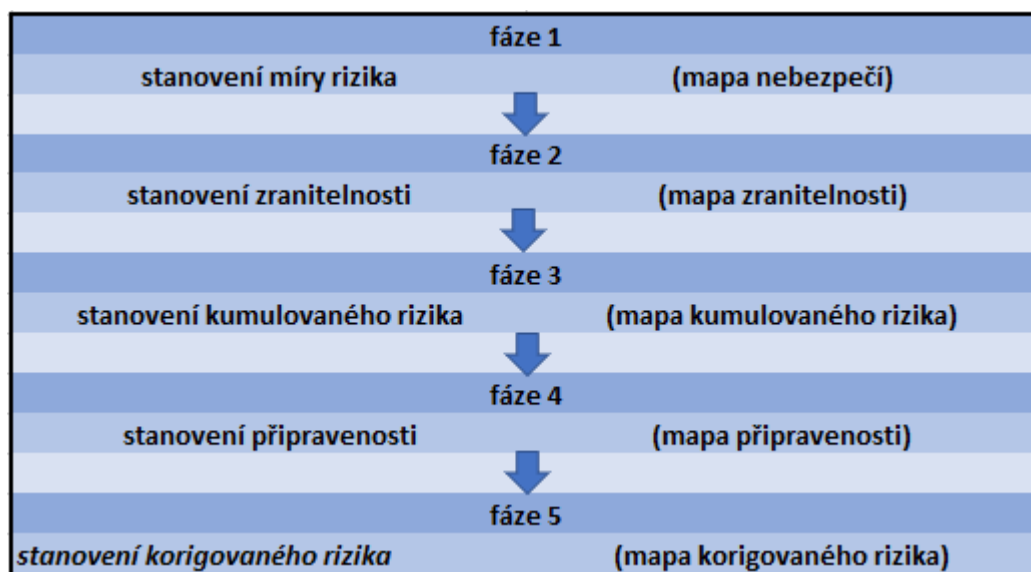 fáze 1
stanovení míry rizika (mapa nebezpečí)
fáze 2
stanovení zranitelnosti (mapa zranitelnosti)
fáze 3
stanovení kumulovaného rizika (mapa kumulovaného rizika)
fáze 4
stanovení připravenosti (mapa připravenosti)
fáze 5
stanovení korigovaného rizika (mapa korigovaného rizika)